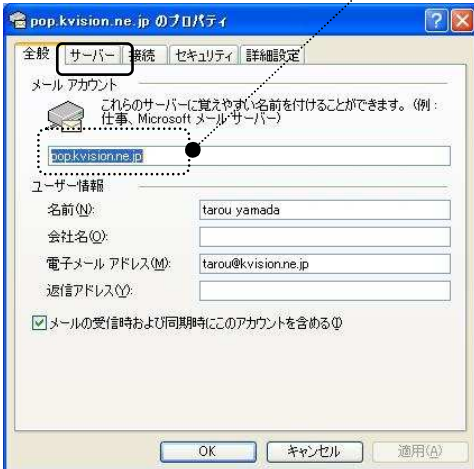 pop.kvision.ne.jp のプロパティ
全般 サーバー 接続 セキュリティ 詳細設定
メール アカウント
これらのサーバーに覚えやすい名前を付けることができます。(例:
仕事、Microsoft メール サーバー)
pop.kvision.ne.jp
ユーザー情報
名前(N): tarou yamada
会社名(O):
電子メール アドレス(M): tarou@kvision.ne.jp
返信アドレス(Y):
メールの受信時および同期時にこのアカウントを含める(I)
OK キャンセル 適用(A)